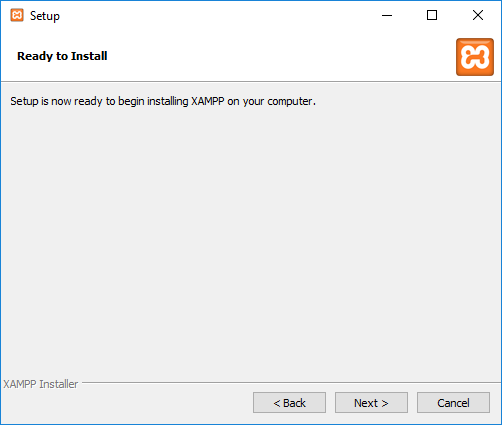 Setup
Ready to Install
Setup is now ready to begin installing XAMPP on your computer.
XAMPP Installer
< Back
Next >
Cancel